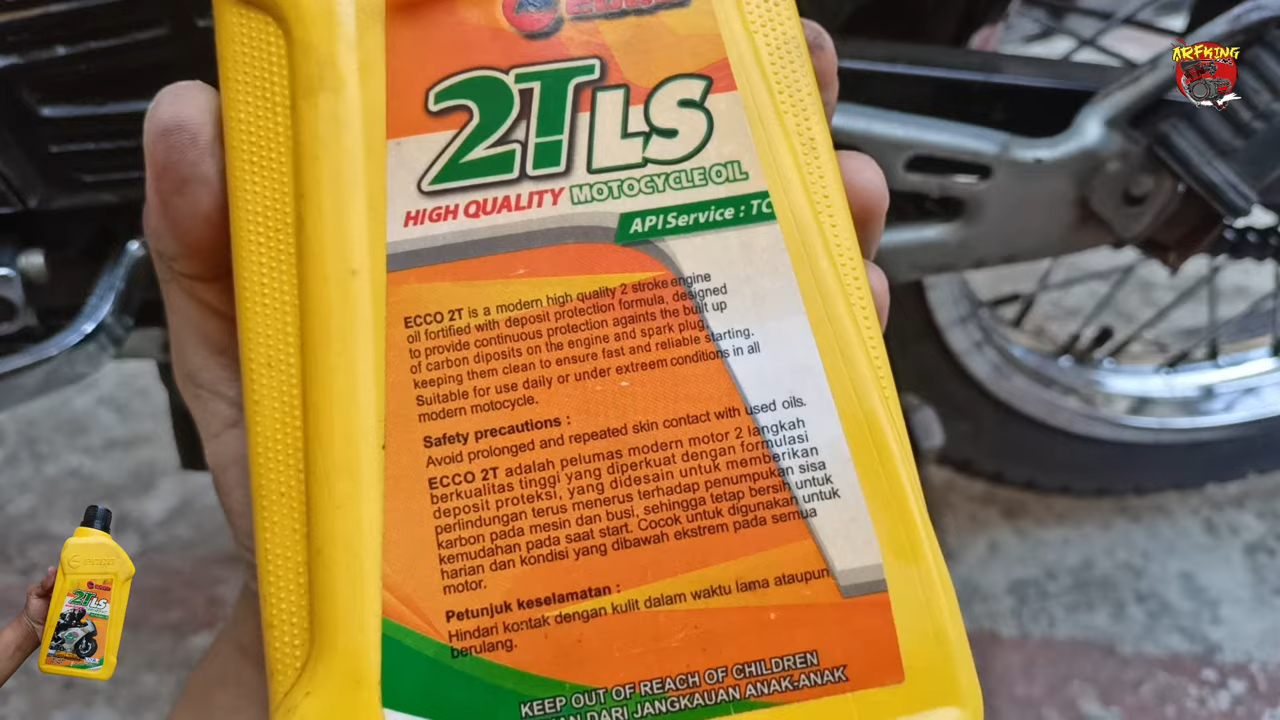 ARFKING
2T LS
HIGH QUALITY MOTOCYCLE OIL
API Service : TC
ECCO 2T is a modern high quality 2 stroke engine
oil fortified with deposit protection formula, designed
to provide continuous protection againts the built up
of carbon diposits on the engine and spark plug,
keeping them clean to ensure fast and reliable starting.
Suitable for use daily or under extreem conditions in all
modern motocycle.
Safety precautions :
Avoid prolonged and repeated skin contact with used oils.
ECCO 2T adalah pelumas modern motor 2 langkah
berkualitas tinggi yang diperkuat dengan formulasi
deposit proteksi, yang didesain untuk memberikan
perlindungan terus menerus terhadap penumpukan sisa
karbon pada mesin dan busi, sehingga tetap bersih untuk
kemudahan pada saat start. Cocok untuk digunakan untuk
harian dan kondisi yang dibawah ekstrem pada semua
motor.
Petunjuk keselamatan :
Hindari kontak dengan kulit dalam waktu lama ataupun
berulang.
KEEP OUT OF REACH OF CHILDREN
DARI JANGKAUAN ANAK-ANAK
2T LS